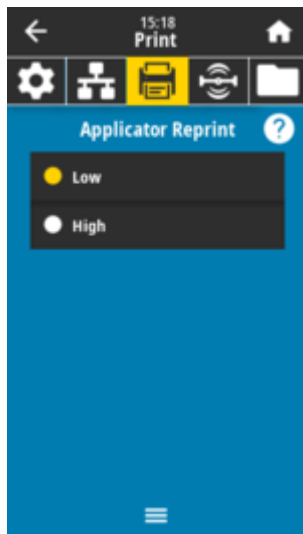 15:18
Print
Applicator Reprint
?
Low
High